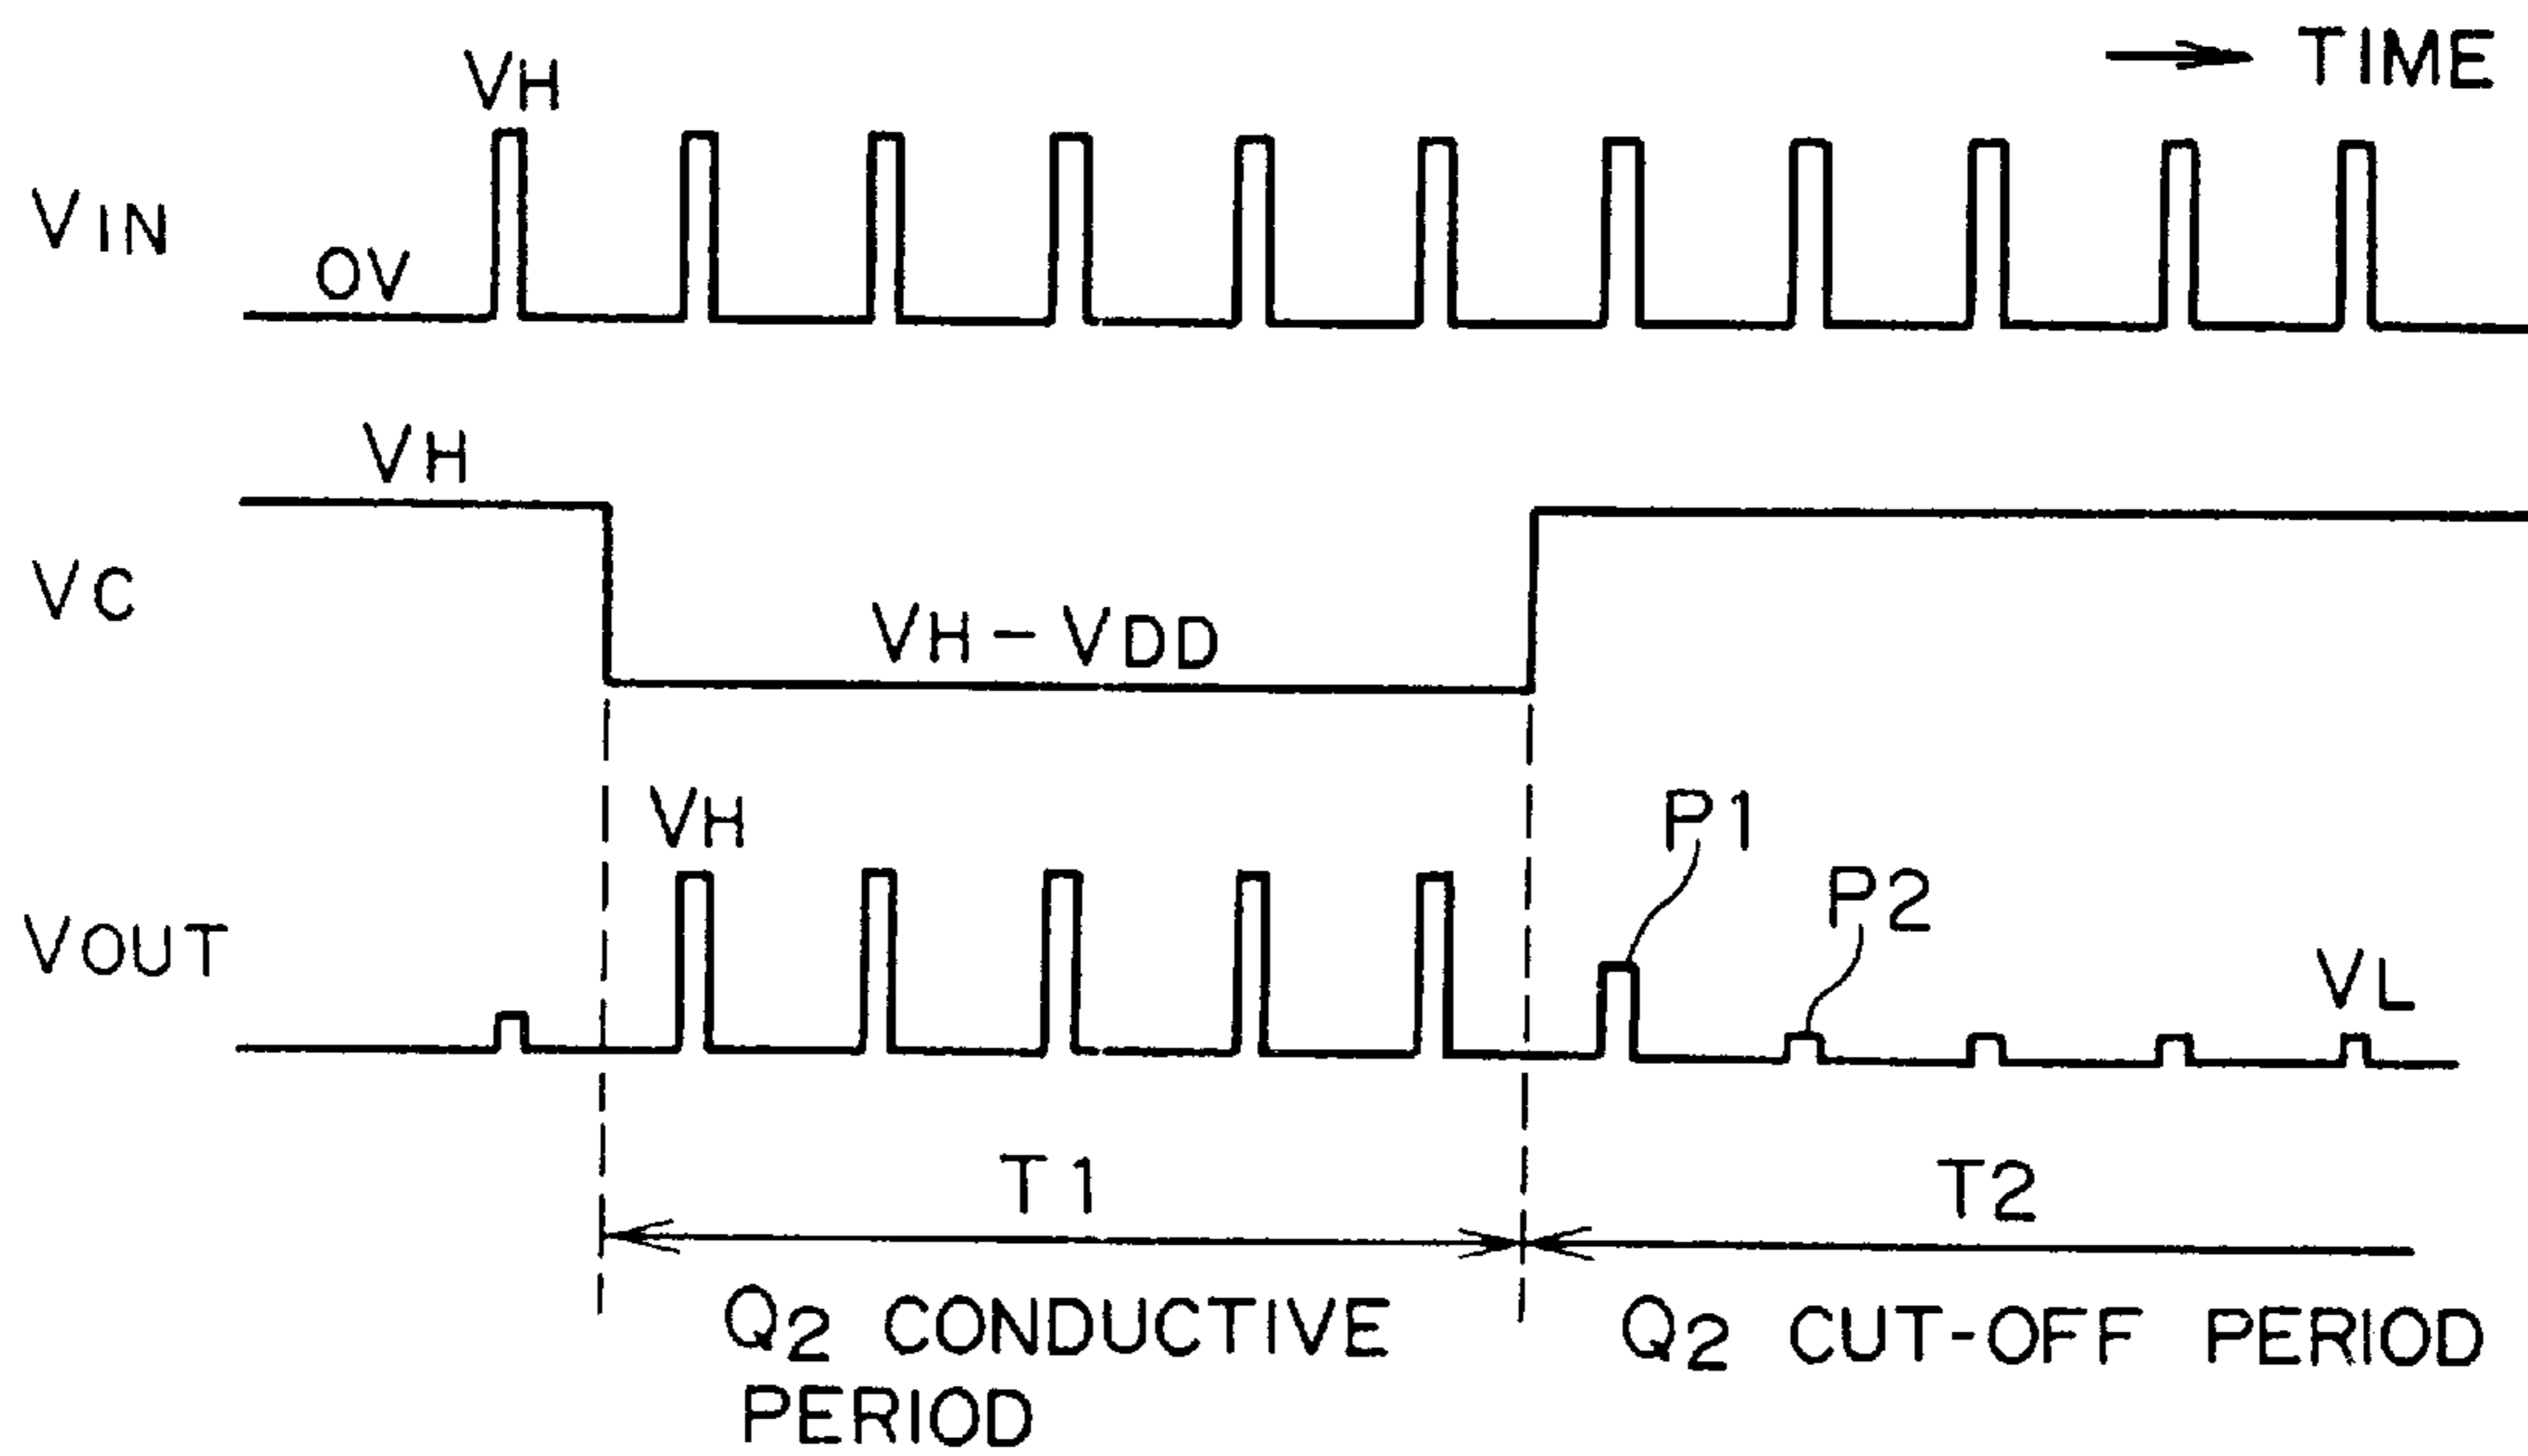 → TIME
VH
VIN
0V
VH
VC
VH - VDD
VH
P1
P2
VOUT
VL
T1
T2
Q2 CONDUCTIVE
PERIOD
Q2 CUT-OFF PERIOD